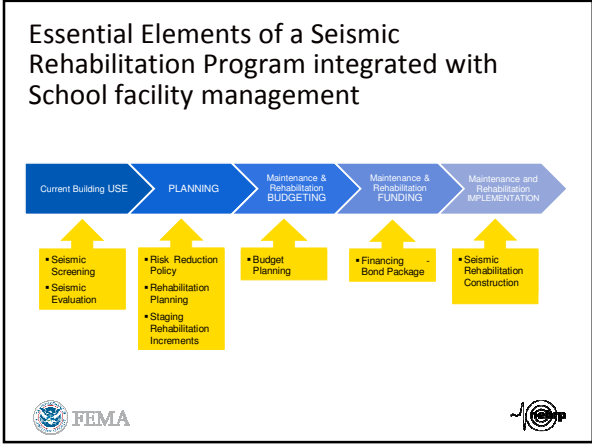 Essential Elements of a Seismic
Rehabilitation Program integrated with
School facility management
Current Building USE
PLANNING
Maintenance &
Rehabilitation
BUDGETING
Maintenance &
Rehabilitation
FUNDING
Maintenance and
Rehabilitation
IMPLEMENTATION
▪ Seismic
Screening
▪ Seismic
Evaluation
▪ Risk Reduction
Policy
▪ Rehabilitation
Planning
▪ Staging
Rehabilitation
Increments
▪ Budget
Planning
▪ Financing -
Bond Package
▪ Seismic
Rehabilitation
Construction
FEMA